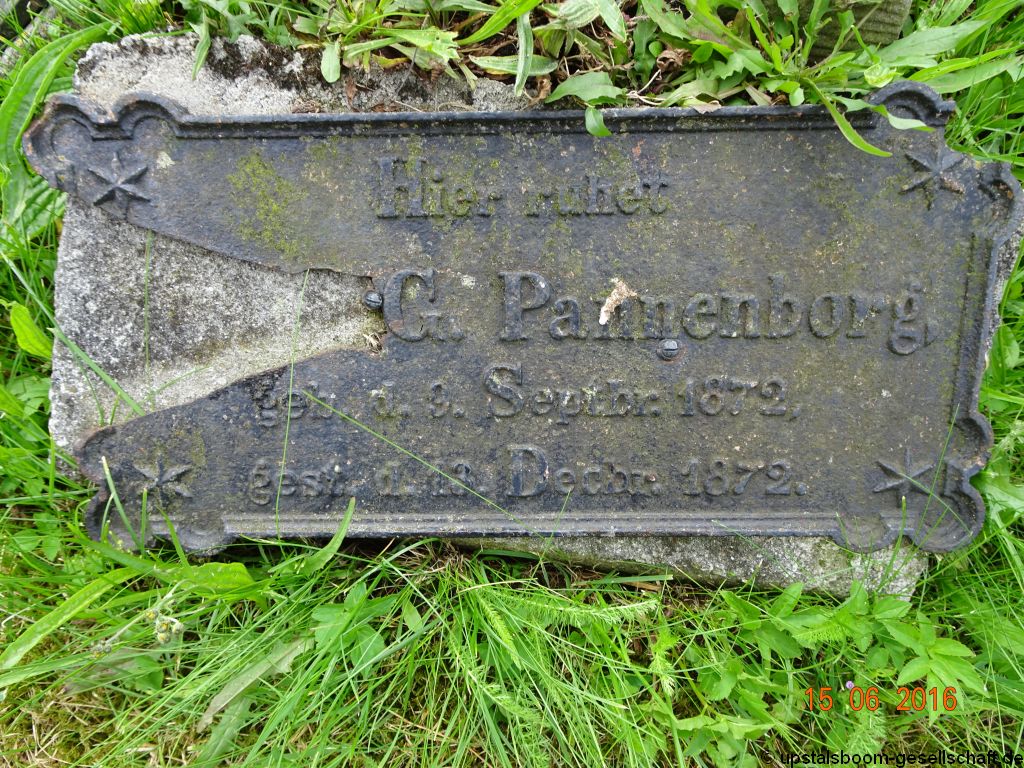 Hier ruhet
G. Pannenborg,
geb. d. 3. Septbr. 1872,
gest. d. 13. Decbr. 1872.
15 06 2016
© upstalsboom-gesellschaft.de